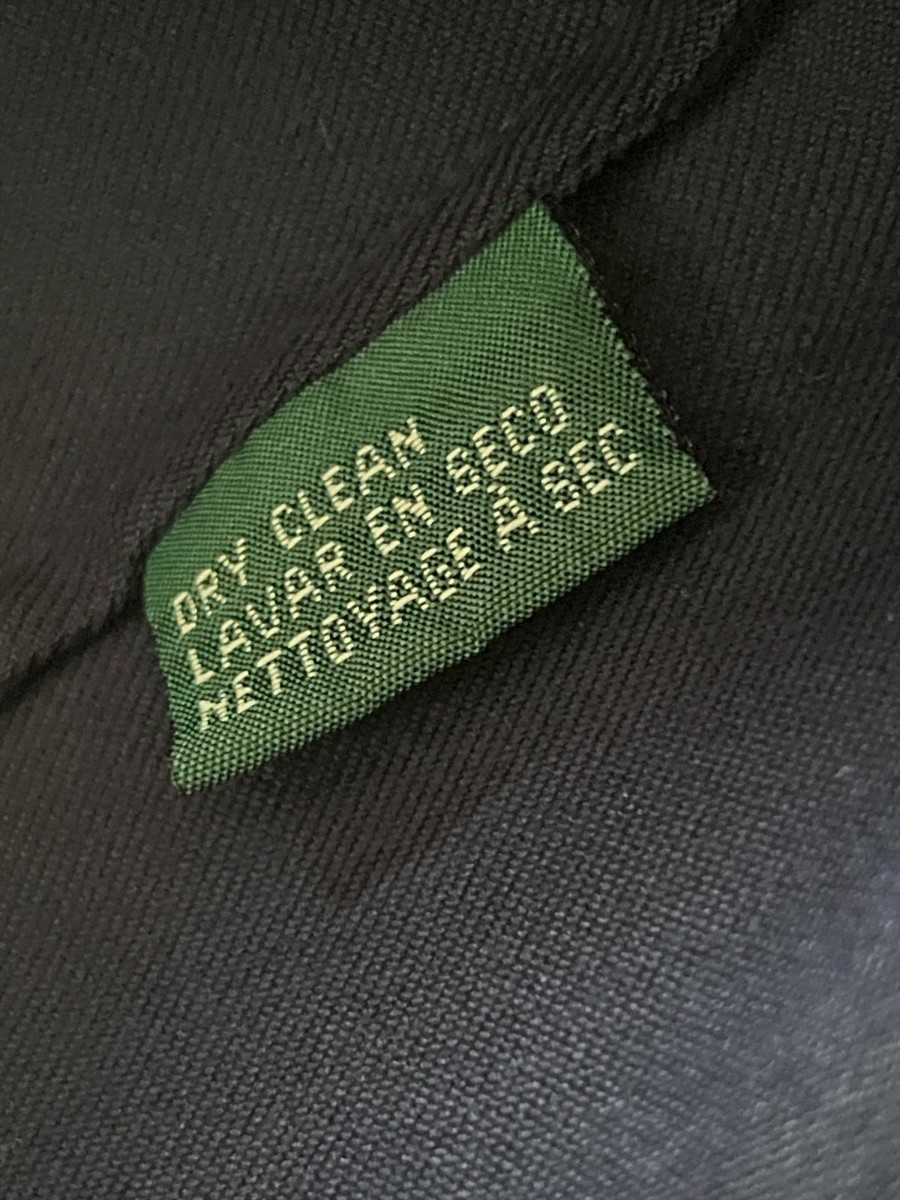 DRY CLEAN
LAVAR EN SECO
NETTOYAGE À SEC